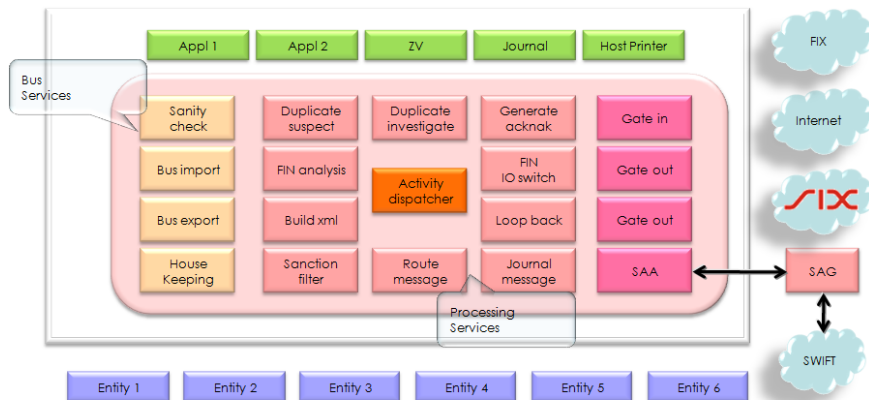 Appl 1
Appl 2
ZV
Journal
Host Printer
FIX
Bus
Services
Sanity
check
Duplicate
suspect
Duplicate
investigate
Generate
acknak
Gate in
Internet
Bus import
FIN analysis
Activity
dispatcher
FIN
IO switch
Gate out
SIX
Bus export
Build xml
Loop back
Gate out
House
Keeping
Sanction
filter
Route
message
Journal
message
SAA
SAG
Processing
Services
SWIFT
Entity 1
Entity 2
Entity 3
Entity 4
Entity 5
Entity 6